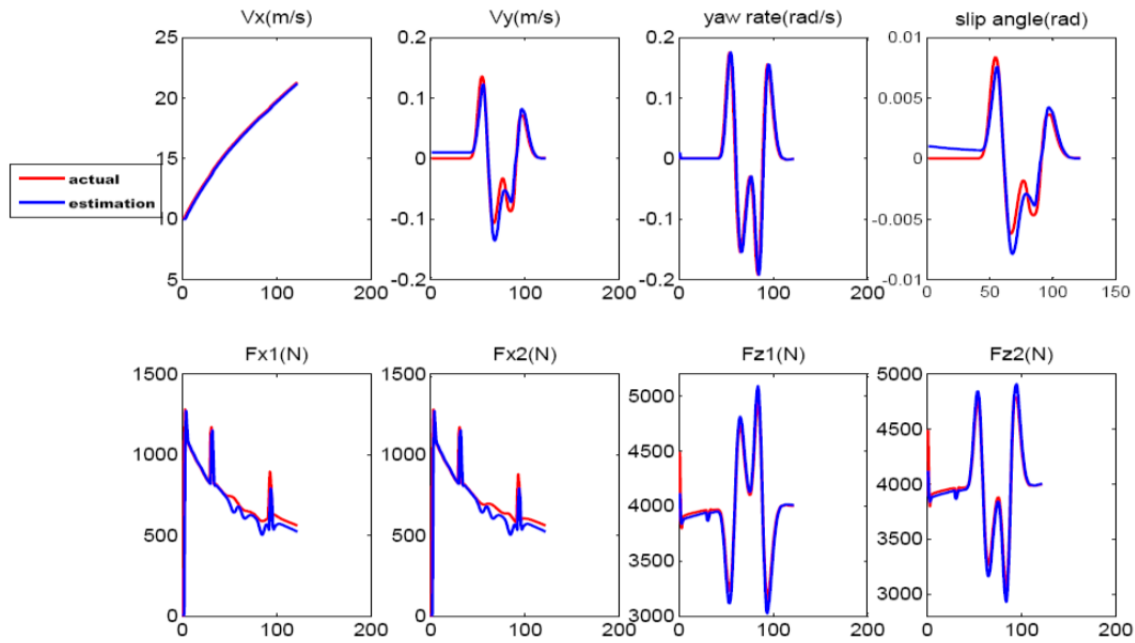 Vx(m/s) Vy(m/s) yaw rate(rad/s) slip angle(rad)
25 0.2 0.2 0.01
20 0.1 0.1 0.005
15 0 0 0
10 -0.1 -0.1 -0.005
5 -0.2 -0.2 -0.01
0 100 200 0 100 200 0 100 200 0 50 100 150
actual
estimation
Fx1(N) Fx2(N) Fz1(N) Fz2(N)
1500 1500 5000 5000
1000 1000 4500 4500
500 500 4000 4000
0 0 3500 3500
3000 3000
0 100 200 0 100 200 0 100 200 0 100 200